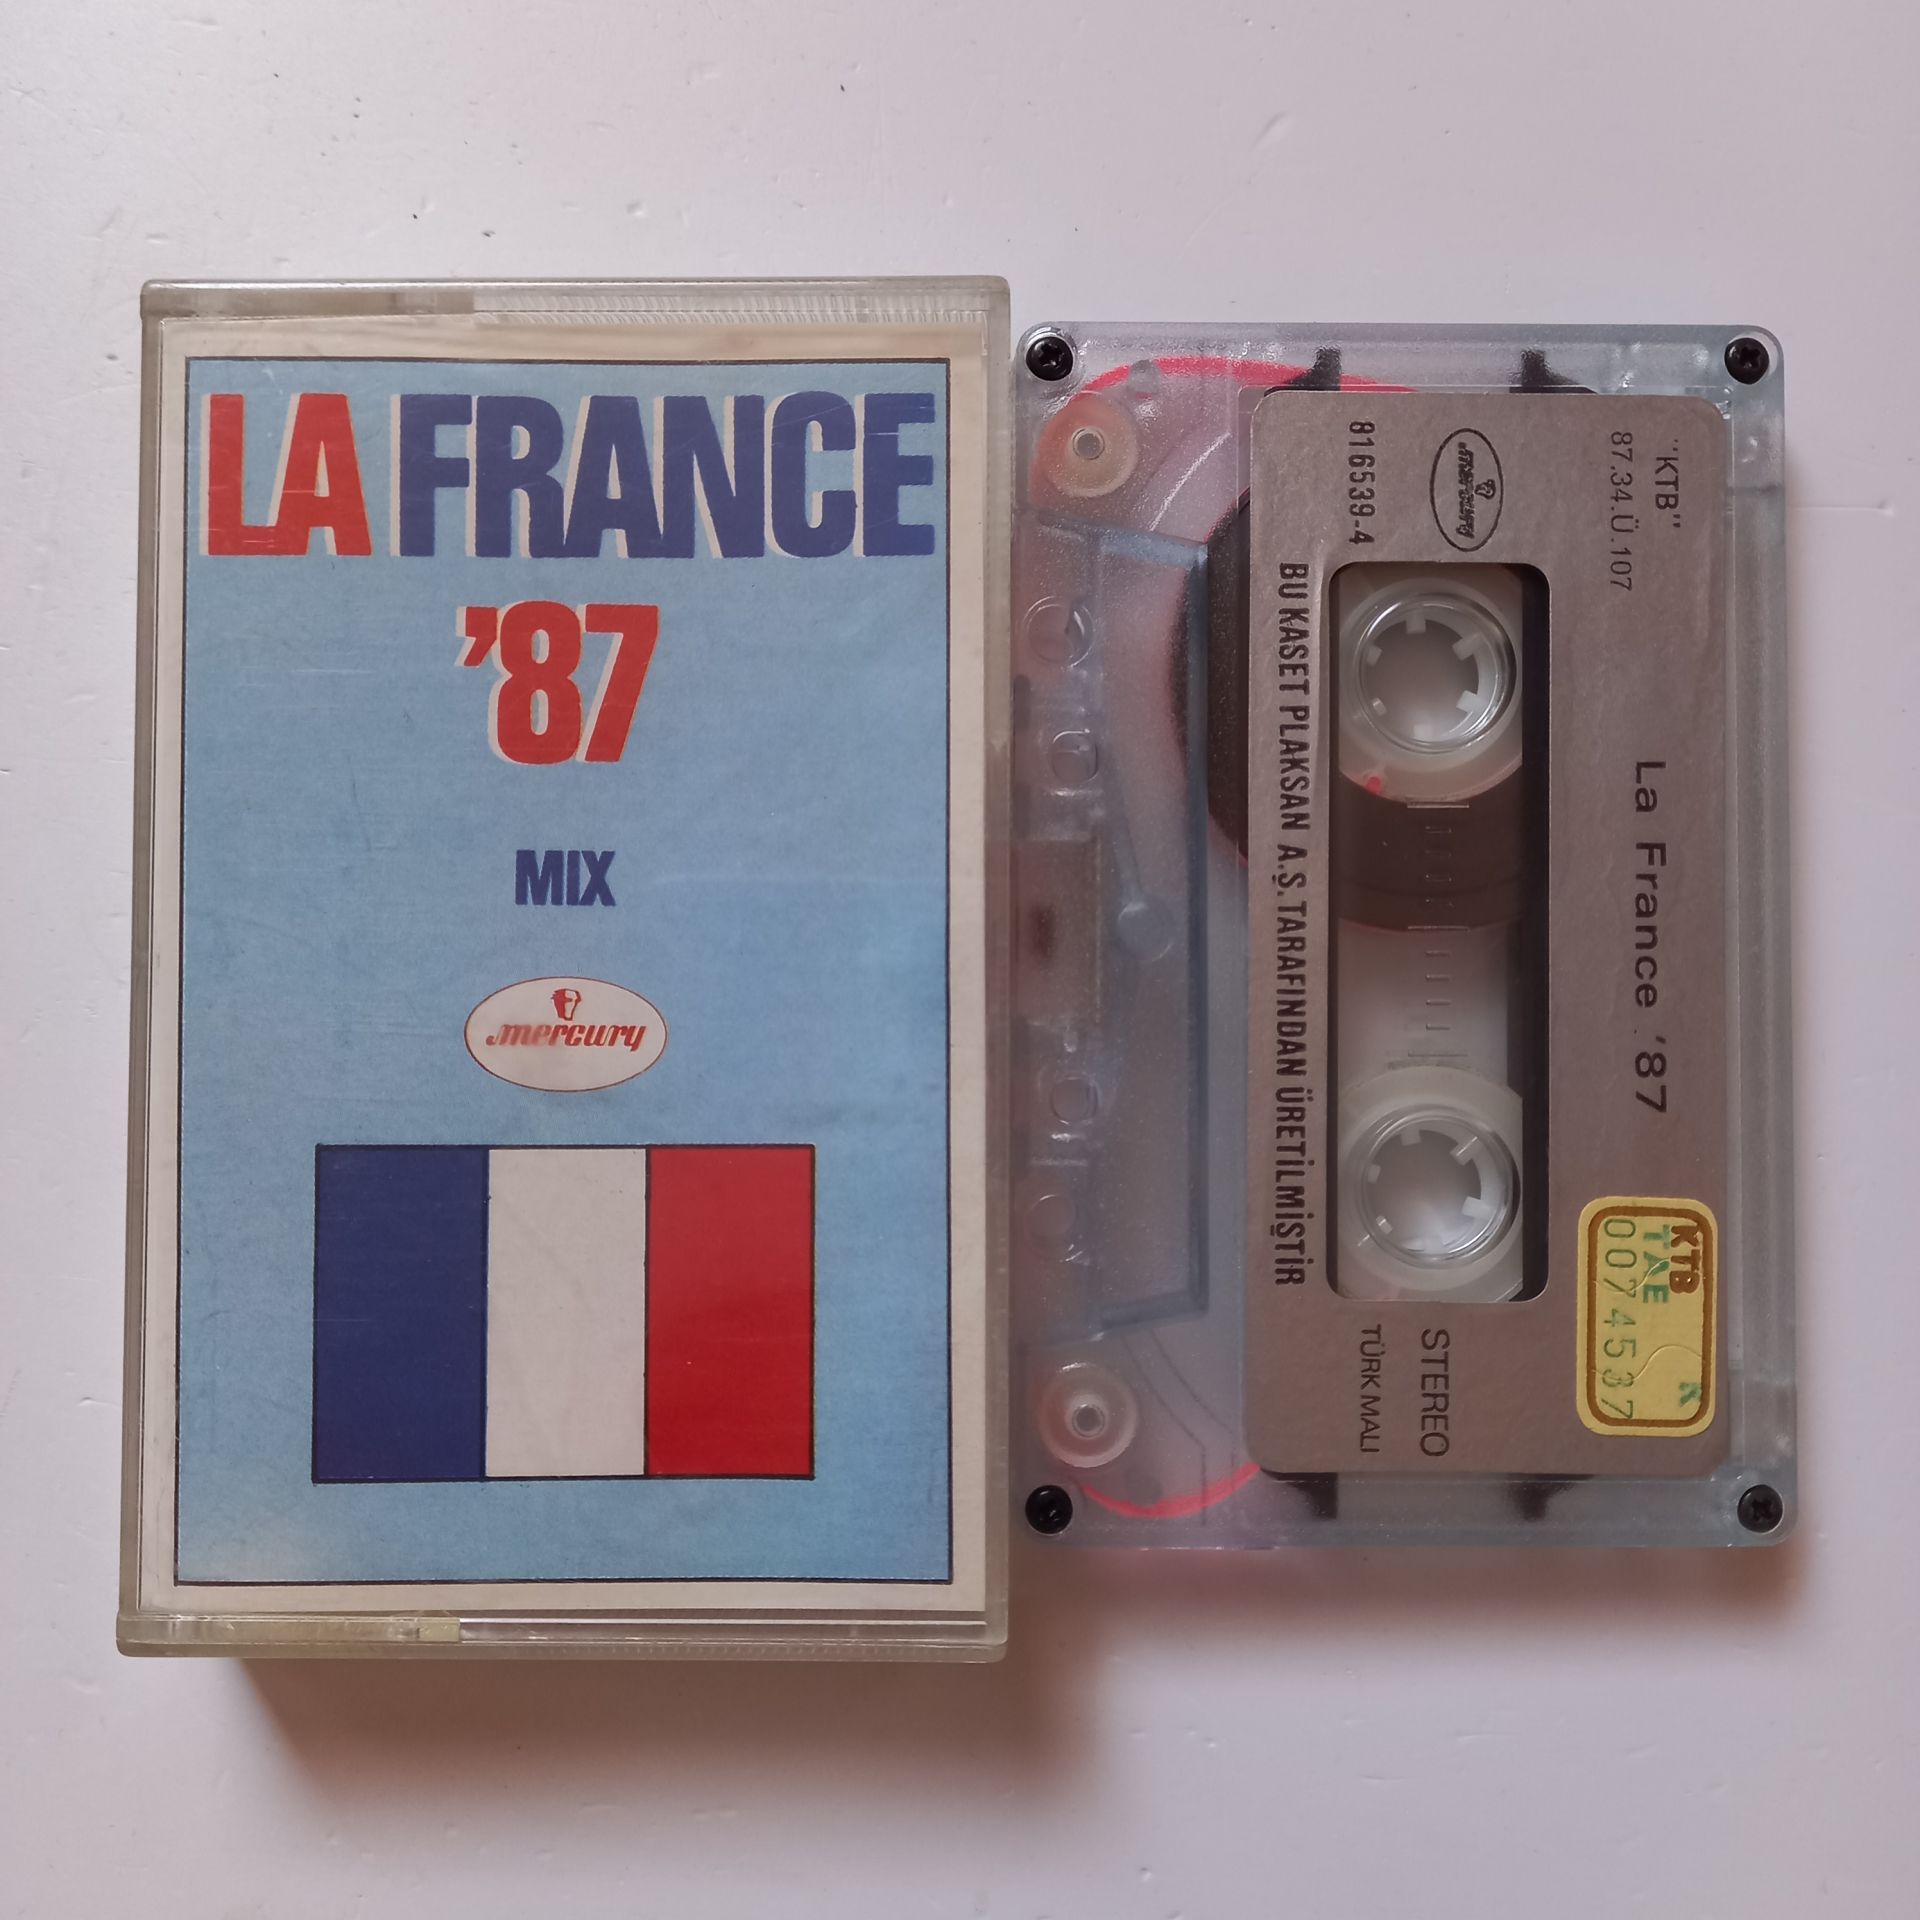 LA FRANCE
'87
MIX
mercury
"KTB"
87.34.Ü.107
La France '87
KTB
TAE
0074537
K
mercury
816539-4
BU KASET PLAKSAN A.Ş. TARAFINDAN ÜRETİLMİŞTİR
STEREO
TÜRK MALI